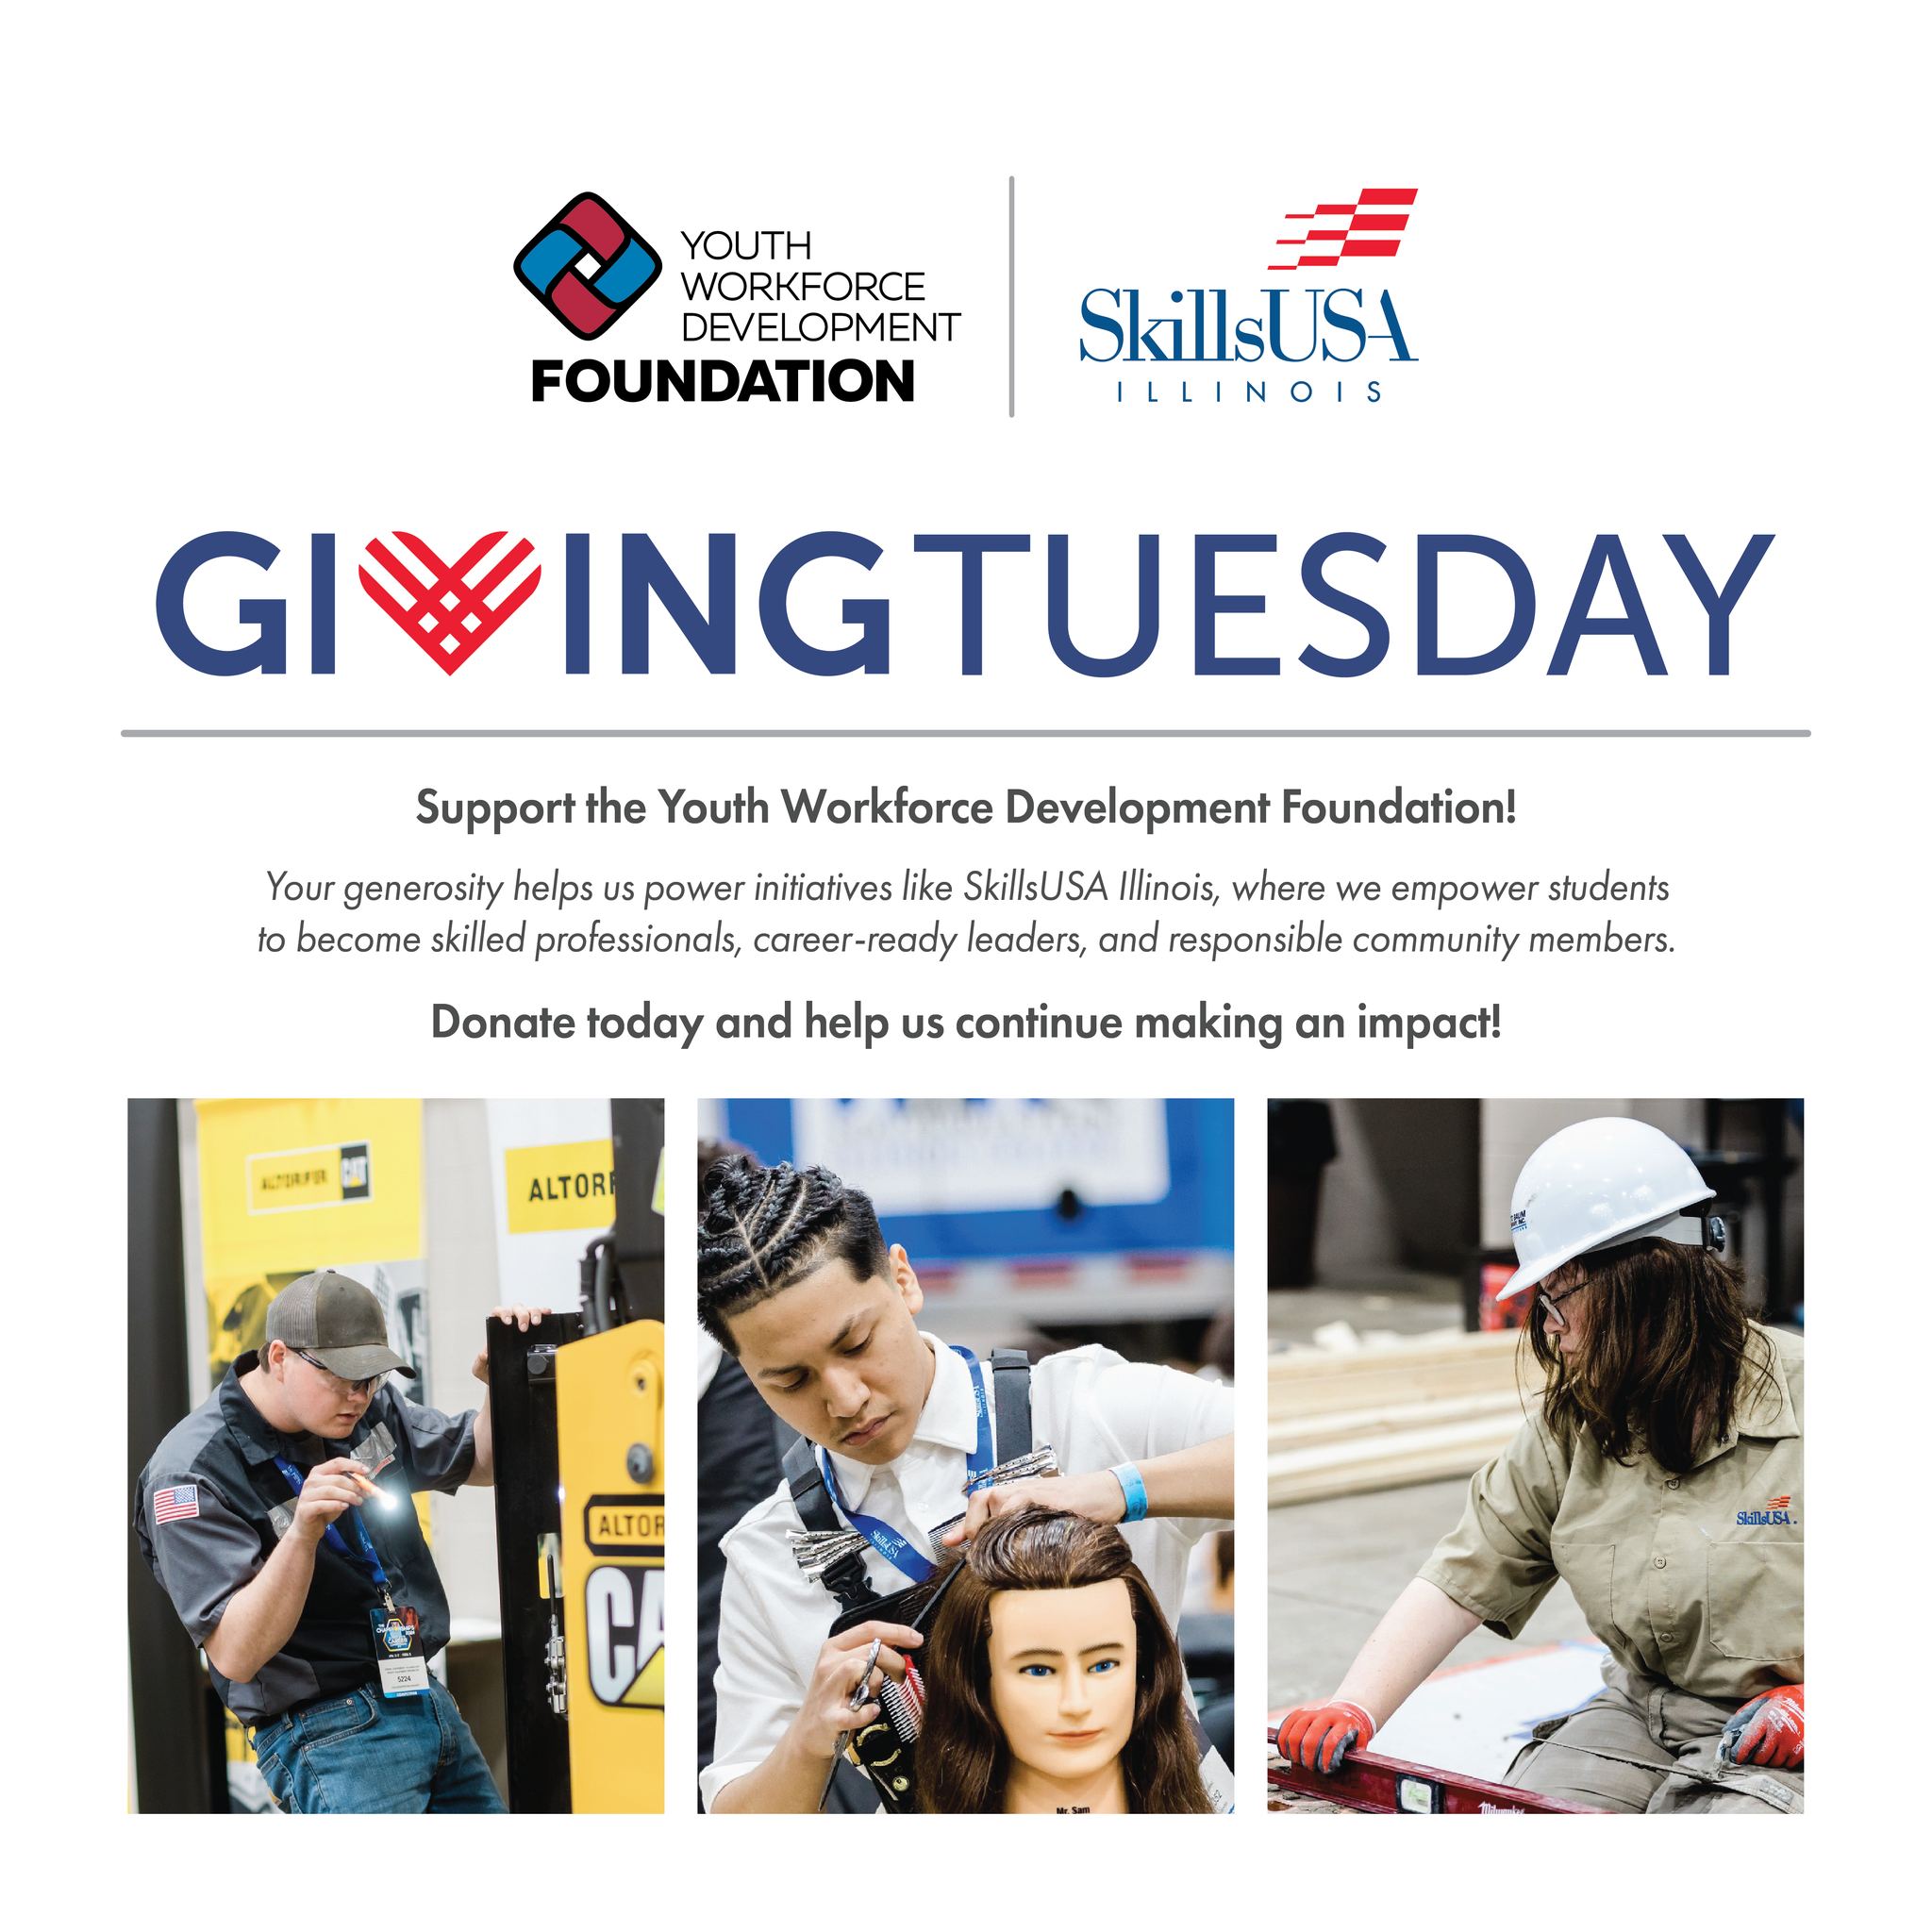 YOUTH
WORKFORCE
DEVELOPMENT
FOUNDATION
SkillsUSA
ILLINOIS
GIVINGTUESDAY
Support the Youth Workforce Development Foundation!
Your generosity helps us power initiatives like SkillsUSA Illinois, where we empower students
to become skilled professionals, career-ready leaders, and responsible community members.
Donate today and help us continue making an impact!
ALTORFER CAT
ALTORF
ALTOR
CA
5224
SkillsUSA
Mr. Sam
SkillsUSA
Milwaukee